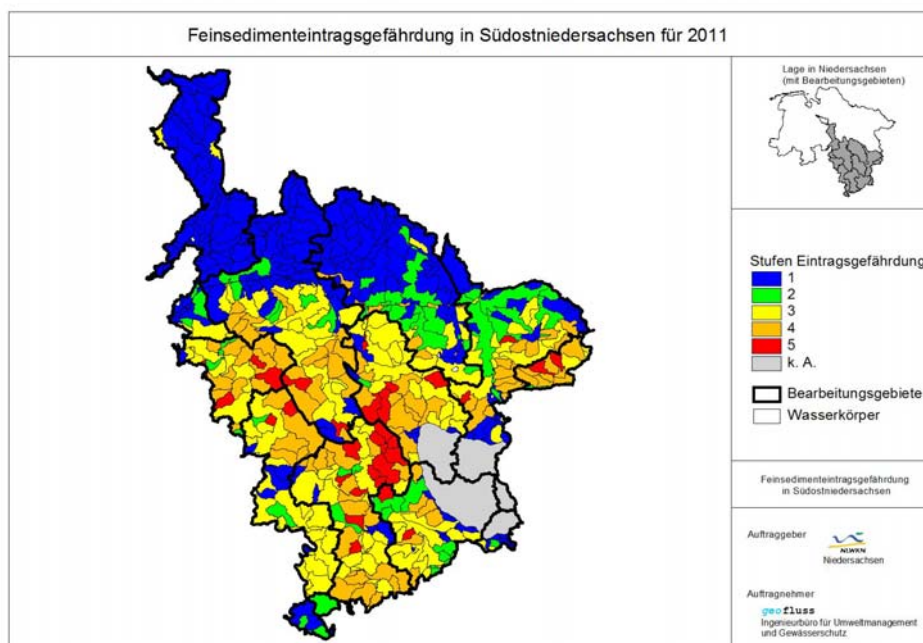 Feinsedimenteintragsgefährdung in Südostniedersachsen für 2011
Lage in Niedersachsen
(mit Bearbeitungsgebieten)
Stufen Eintragsgefährdung
1
2
3
4
5
k. A.
Bearbeitungsgebiete
Wasserkörper
Feinsedimenteintragsgefährdung
in Südostniedersachsen
Auftraggeber
NLWKN
Niedersachsen
Auftragnehmer
geofluss
Ingenieurbüro für Umweltmanagement
und Gewässerschutz